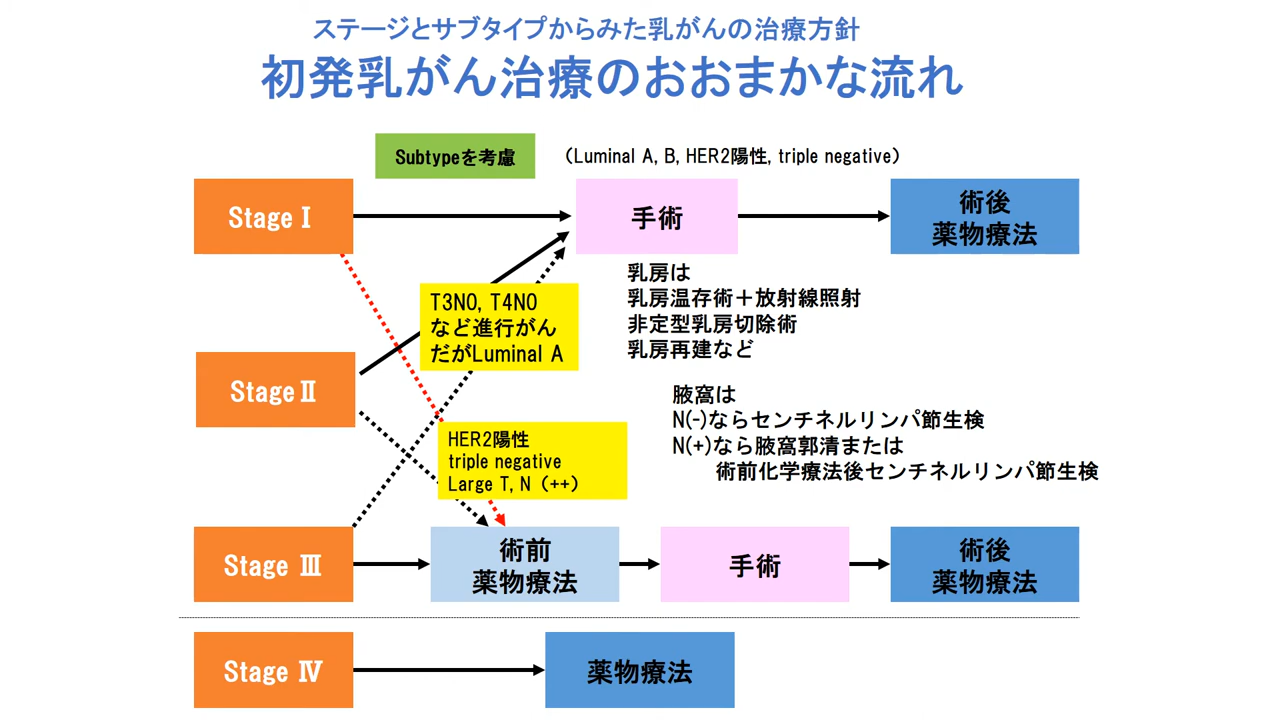 ステージとサブタイプからみた乳がんの治療方針
初発乳がん治療のおおまかな流れ
Subtypeを考慮
（Luminal A, B, HER2陽性, triple negative）
Stage Ⅰ
手術
術後
薬物療法
乳房は
乳房温存術＋放射線照射
非定型乳房切除術
乳房再建など
T3N0, T4N0
など進行がん
だがLuminal A
Stage Ⅱ
腋窩は
N(-)ならセンチネルリンパ節生検
N(+)なら腋窩郭清または
術前化学療法後センチネルリンパ節生検
HER2陽性
triple negative
Large T, N（++）
Stage Ⅲ
術前
薬物療法
手術
術後
薬物療法
Stage Ⅳ
薬物療法